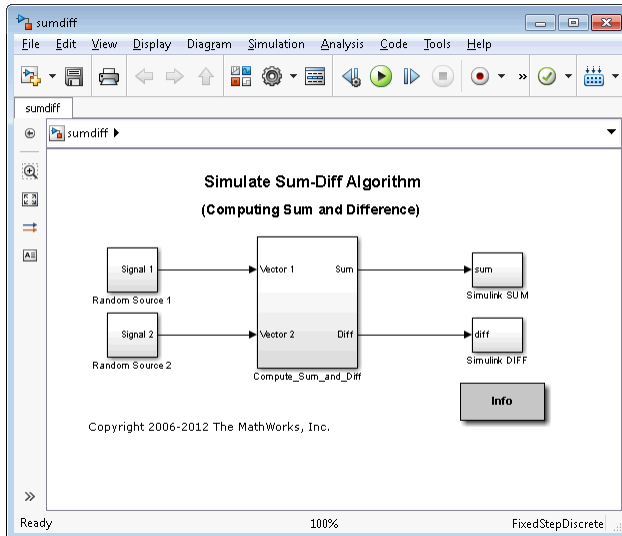 sumdiff
File Edit View Display Diagram Simulation Analysis Code Tools Help
»
sumdiff
sumdiff
Simulate Sum-Diff Algorithm
(Computing Sum and Difference)
Signal 1
Random Source 1
Vector 1 Sum
sum
Simulink SUM
Signal 2
Random Source 2
Vector 2 Diff
Compute_Sum_and_Diff
diff
Simulink DIFF
Info
Copyright 2006-2012 The MathWorks, Inc.
»
Ready 100% FixedStepDiscrete